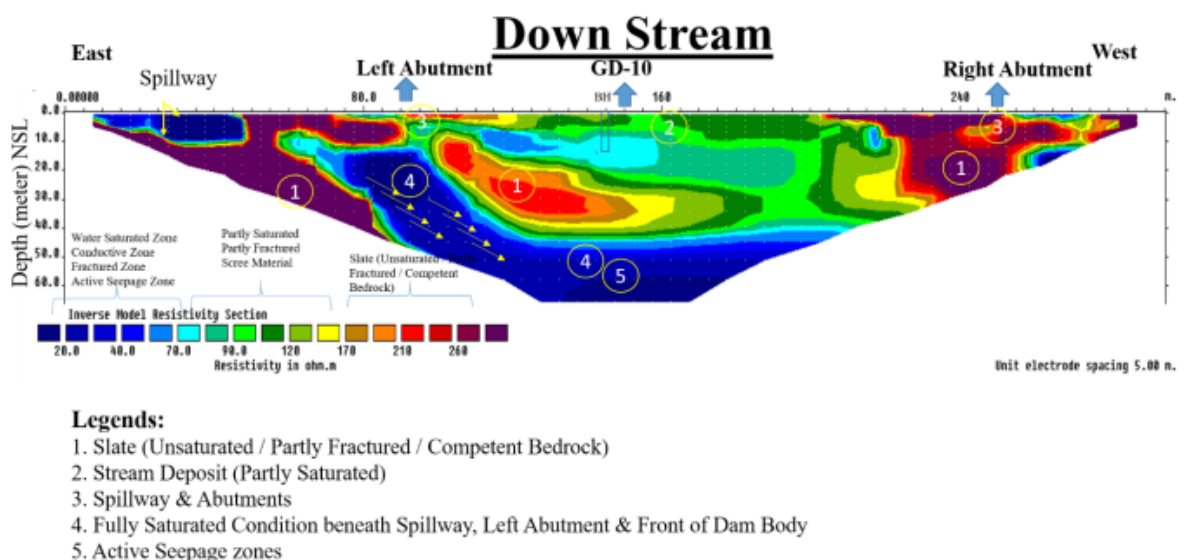 Down Stream
East
West
Spillway
Left Abutment
GD-10
Right Abutment
0.00000 80.0 BH 160 240 m.
Depth (meter) NSL
0.0
10.0
20.0
30.0
40.0
50.0
60.0
3
2
3
1
4
1
1
4
5
Water Saturated Zone
Conductive Zone
Fractured Zone
Active Seepage Zone
Partly Saturated
Partly Fractured
Scree Material
Slate (Unsaturated / Partly
Fractured / Competent
Bedrock)
Inverse Model Resistivity Section
20.0 40.0 70.0 90.0 120 170 210 260
Resistivity in ohm.m
Unit electrode spacing 5.00 m.
Legends:
1. Slate (Unsaturated / Partly Fractured / Competent Bedrock)
2. Stream Deposit (Partly Saturated)
3. Spillway & Abutments
4. Fully Saturated Condition beneath Spillway, Left Abutment & Front of Dam Body
5. Active Seepage zones